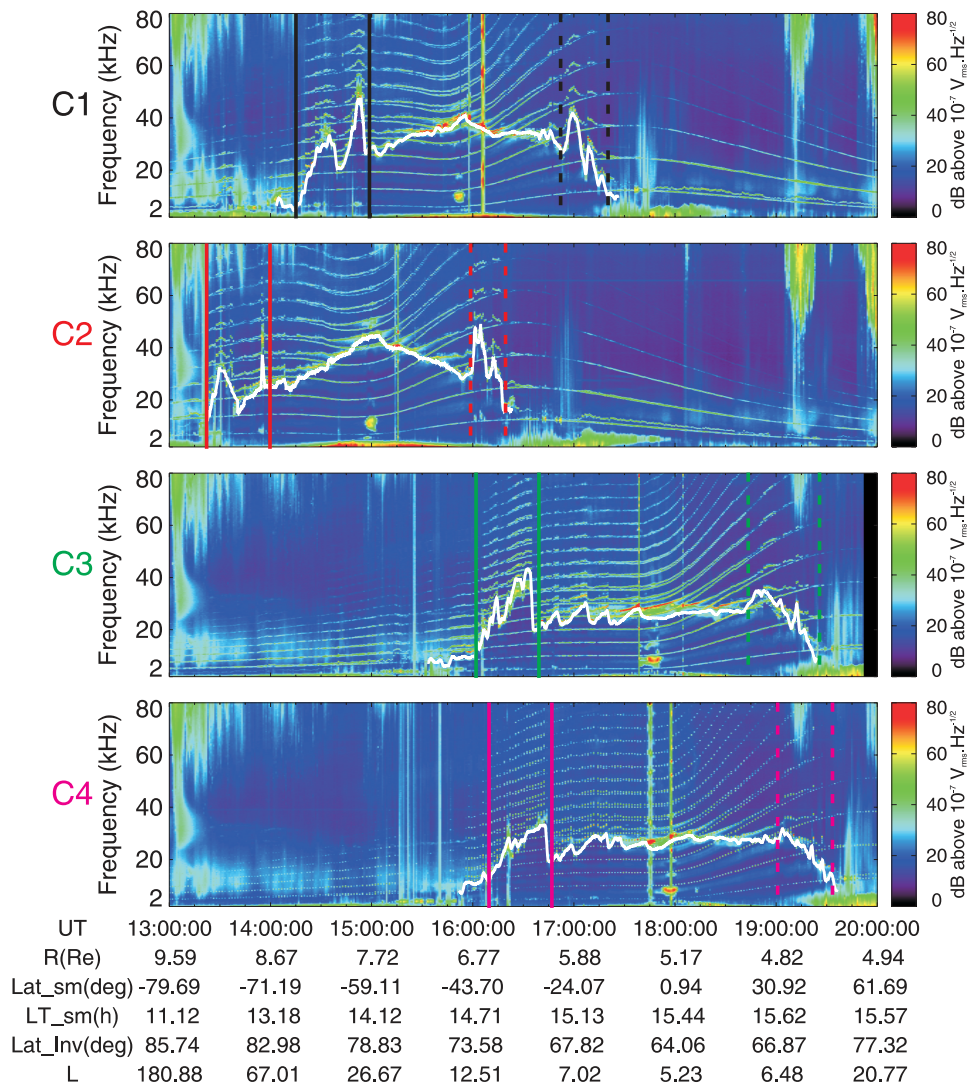 C1
Frequency (kHz)
80
60
40
20
2
80
60
40
20
0
dB above 10⁻⁷ Vrms.Hz⁻¹/²
C2
Frequency (kHz)
80
60
40
20
2
80
60
40
20
0
dB above 10⁻⁷ Vrms.Hz⁻¹/²
C3
Frequency (kHz)
80
60
40
20
2
80
60
40
20
0
dB above 10⁻⁷ Vrms.Hz⁻¹/²
C4
Frequency (kHz)
80
60
40
20
2
80
60
40
20
0
dB above 10⁻⁷ Vrms.Hz⁻¹/²
UT 13:00:00 14:00:00 15:00:00 16:00:00 17:00:00 18:00:00 19:00:00 20:00:00
R(Re) 9.59 8.67 7.72 6.77 5.88 5.17 4.82 4.94
Lat_sm(deg) -79.69 -71.19 -59.11 -43.70 -24.07 0.94 30.92 61.69
LT_sm(h) 11.12 13.18 14.12 14.71 15.13 15.44 15.62 15.57
Lat_Inv(deg) 85.74 82.98 78.83 73.58 67.82 64.06 66.87 77.32
L 180.88 67.01 26.67 12.51 7.02 5.23 6.48 20.77